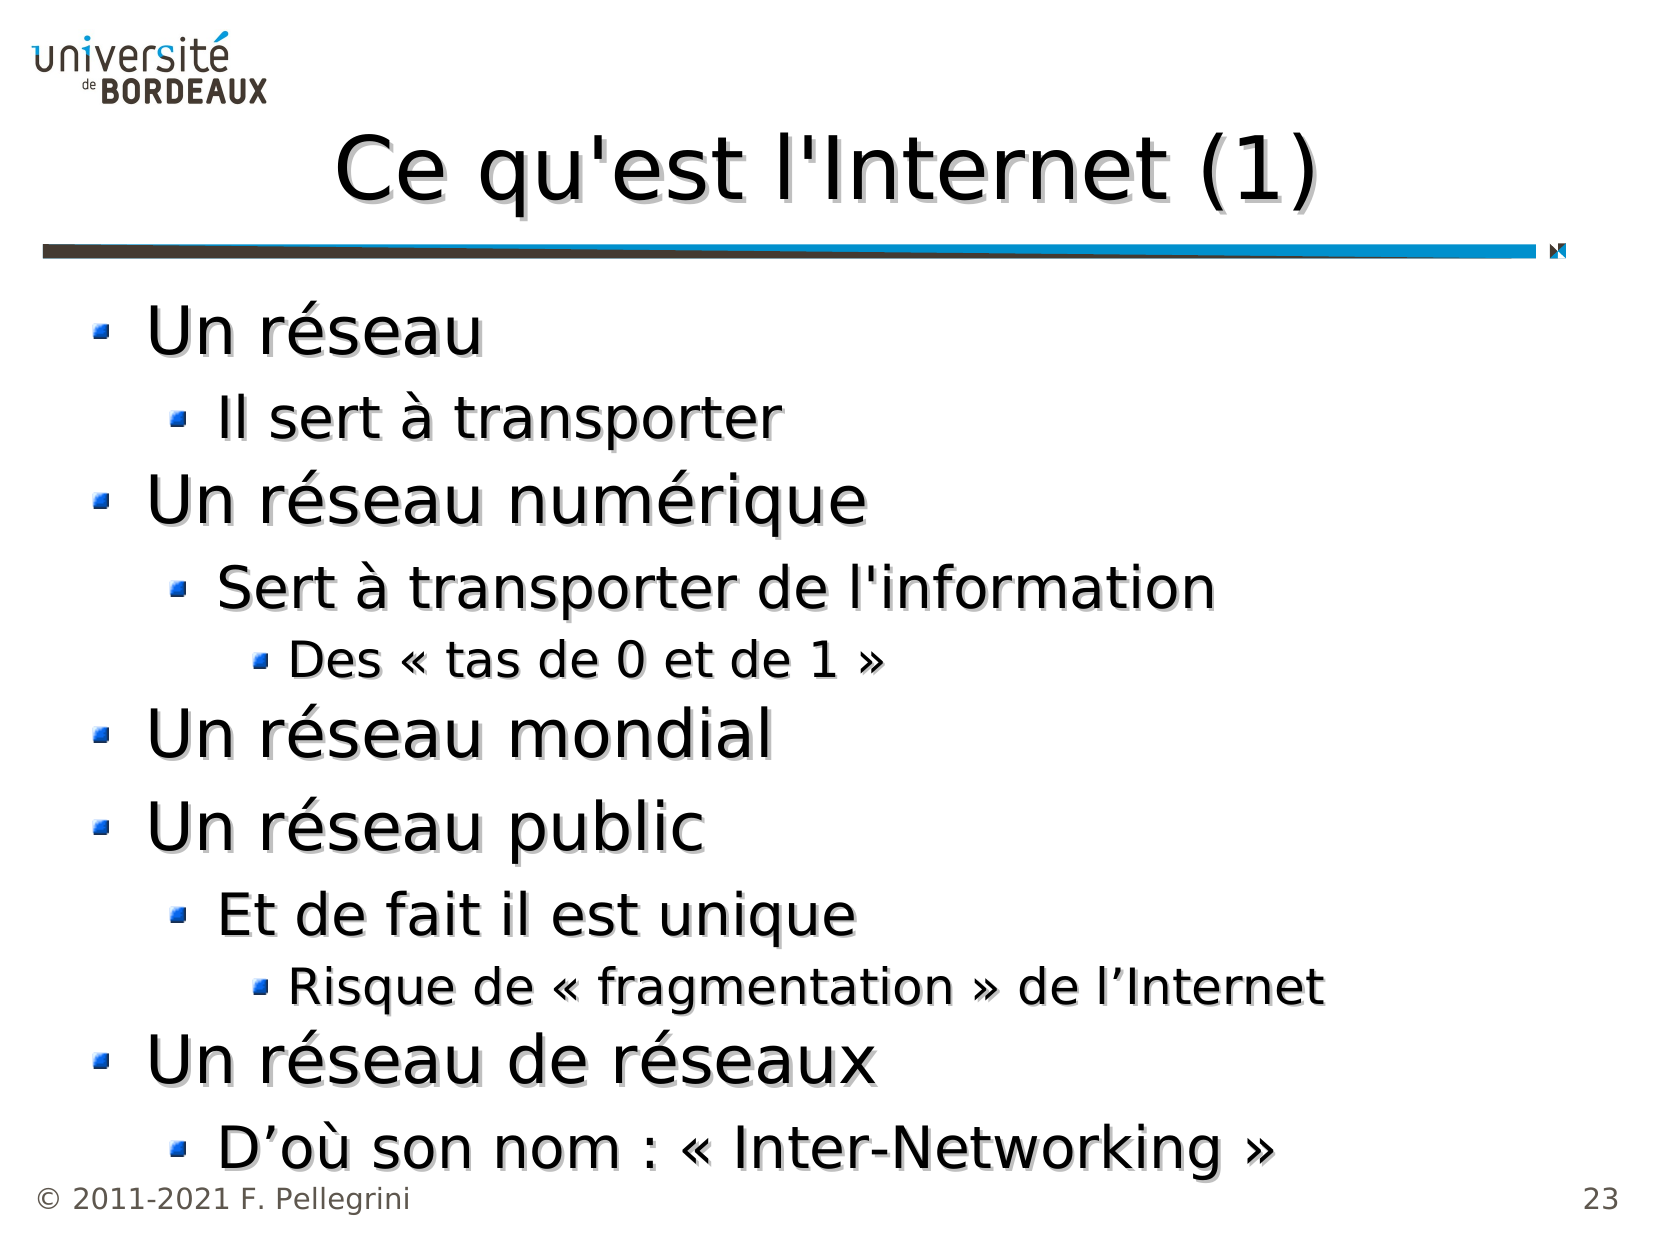 université
de BORDEAUX
Ce qu'est l'Internet (1)
Un réseau
Il sert à transporter
Un réseau numérique
Sert à transporter de l'information
Des « tas de 0 et de 1 »
Un réseau mondial
Un réseau public
Et de fait il est unique
Risque de « fragmentation » de l’Internet
Un réseau de réseaux
D’où son nom : « Inter-Networking »
© 2011-2021 F. Pellegrini
23